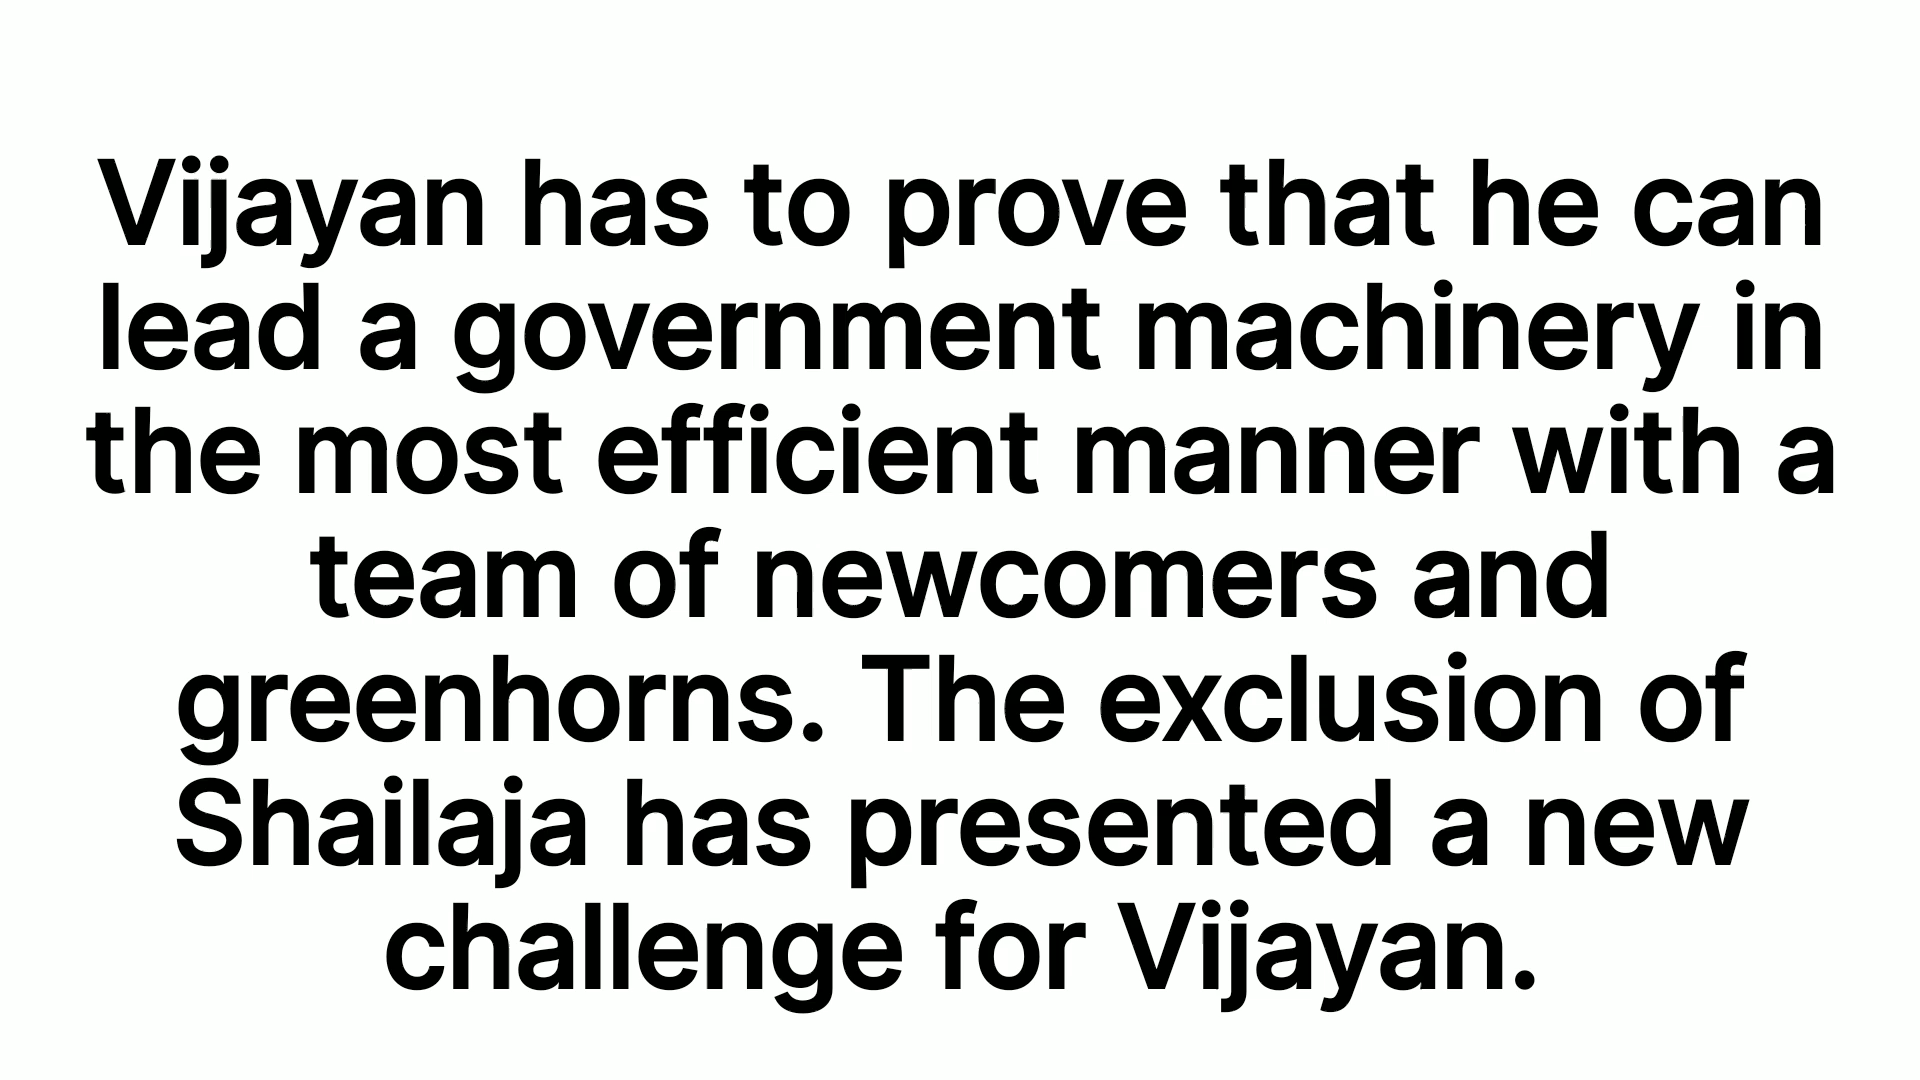 Vijayan has to prove that he can
lead a government machinery in
the most efficient manner with a
team of newcomers and
greenhorns. The exclusion of
Shailaja has presented a new
challenge for Vijayan.